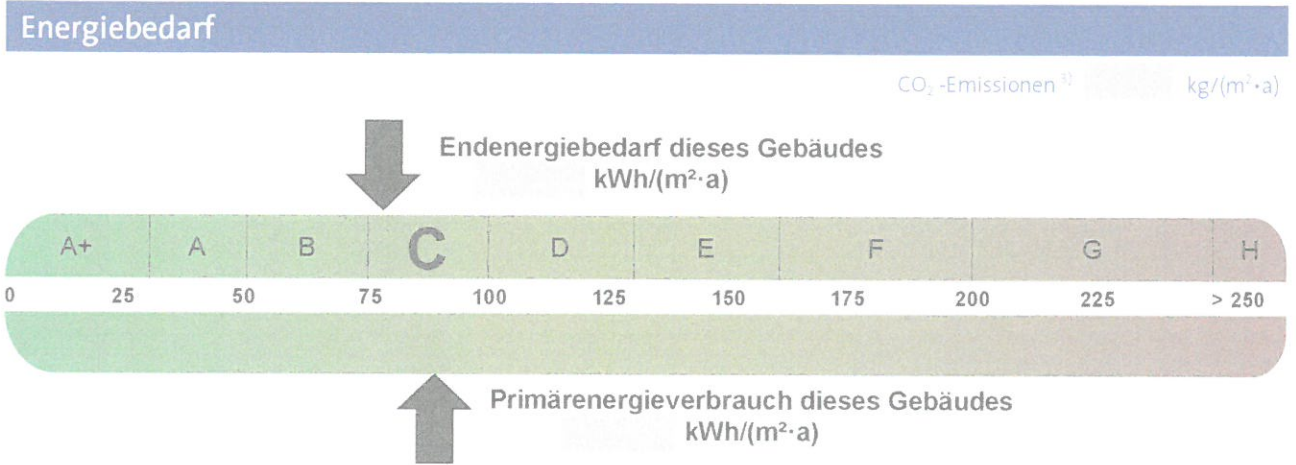 Energiebedarf
CO₂ -Emissionen ³⁾ kg/(m²·a)
Endenergiebedarf dieses Gebäudes
kWh/(m²·a)
A+ A B C D E F G H
0 25 50 75 100 125 150 175 200 225 > 250
Primärenergieverbrauch dieses Gebäudes
kWh/(m²·a)